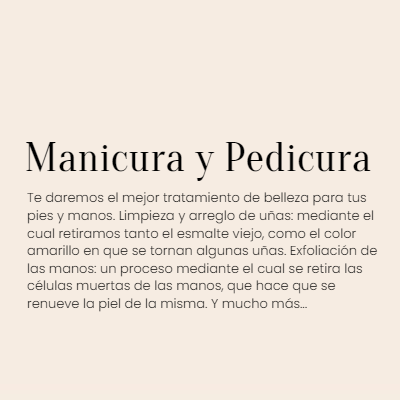 Manicura y Pedicura
Te daremos el mejor tratamiento de belleza para tus
pies y manos. Limpieza y arreglo de uñas: mediante el
cual retiramos tanto el esmalte viejo, como el color
amarillo en que se tornan algunas uñas. Exfoliación de
las manos: un proceso mediante el cual se retira las
células muertas de las manos, que hace que se
renueve la piel de la misma. Y mucho más...